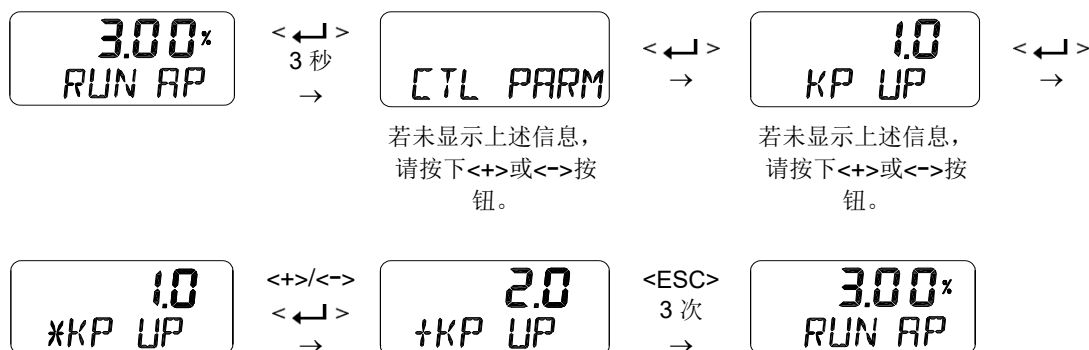 3.00%
RUN AP
< ↵ >
3 秒
→
CTL PARM
若未显示上述信息，
请按下<+>或<->按
钮。
< ↵ >
→
1.0
KP UP
若未显示上述信息，
请按下<+>或<->按
钮。
< ↵ >
→
1.0
*KP UP
<+>/<->
< ↵ >
→
2.0
+KP UP
<ESC>
3 次
→
3.00%
RUN AP